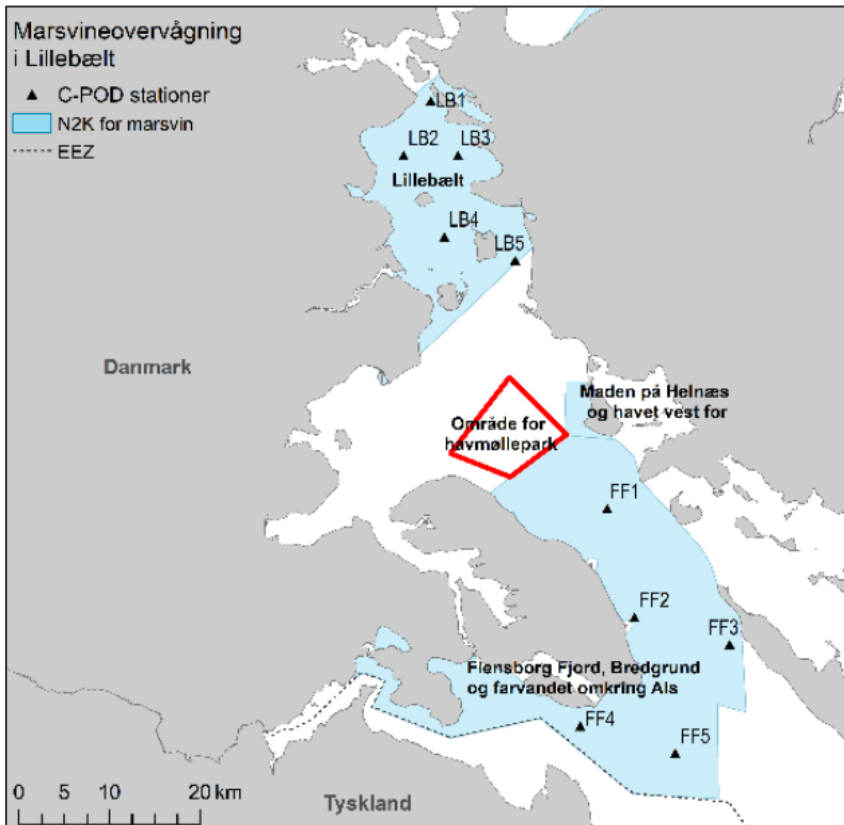 Marsvineovervågning
i Lillebælt
C-POD stationer
N2K for marsvin
EEZ
LB1
LB2
LB3
Lillebælt
LB4
LB5
Danmark
Maden på Helnæs
og havet vest for
Område for
havmøllepark
FF1
FF2
FF3
Flensborg Fjord, Bredgrund
og farvandet omkring Als
FF4
FF5
0 5 10 20 km
Tyskland